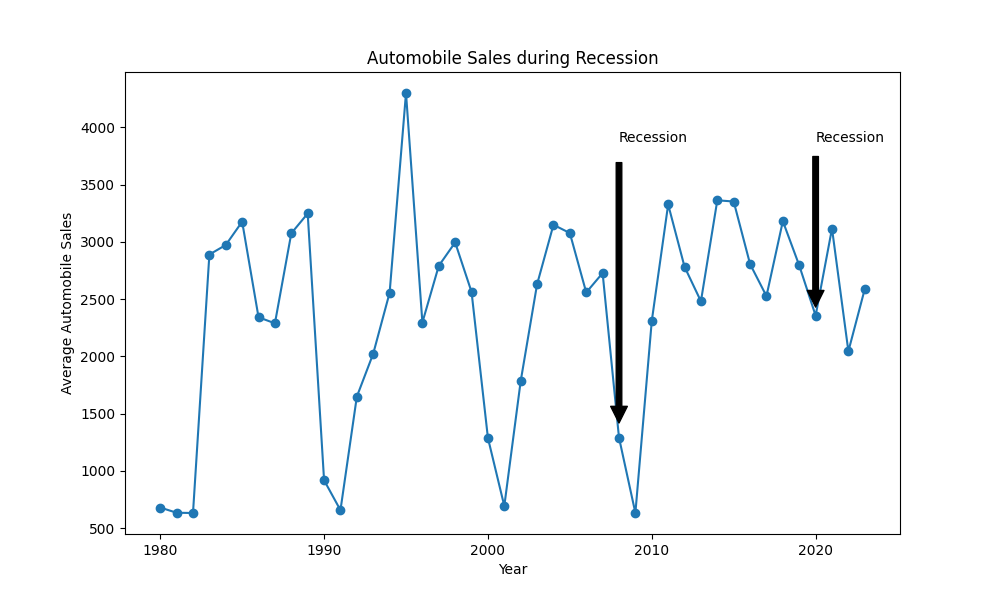 Automobile Sales during Recession
Recession
Recession
Average Automobile Sales
4000
3500
3000
2500
2000
1500
1000
500
1980
1990
2000
2010
2020
Year